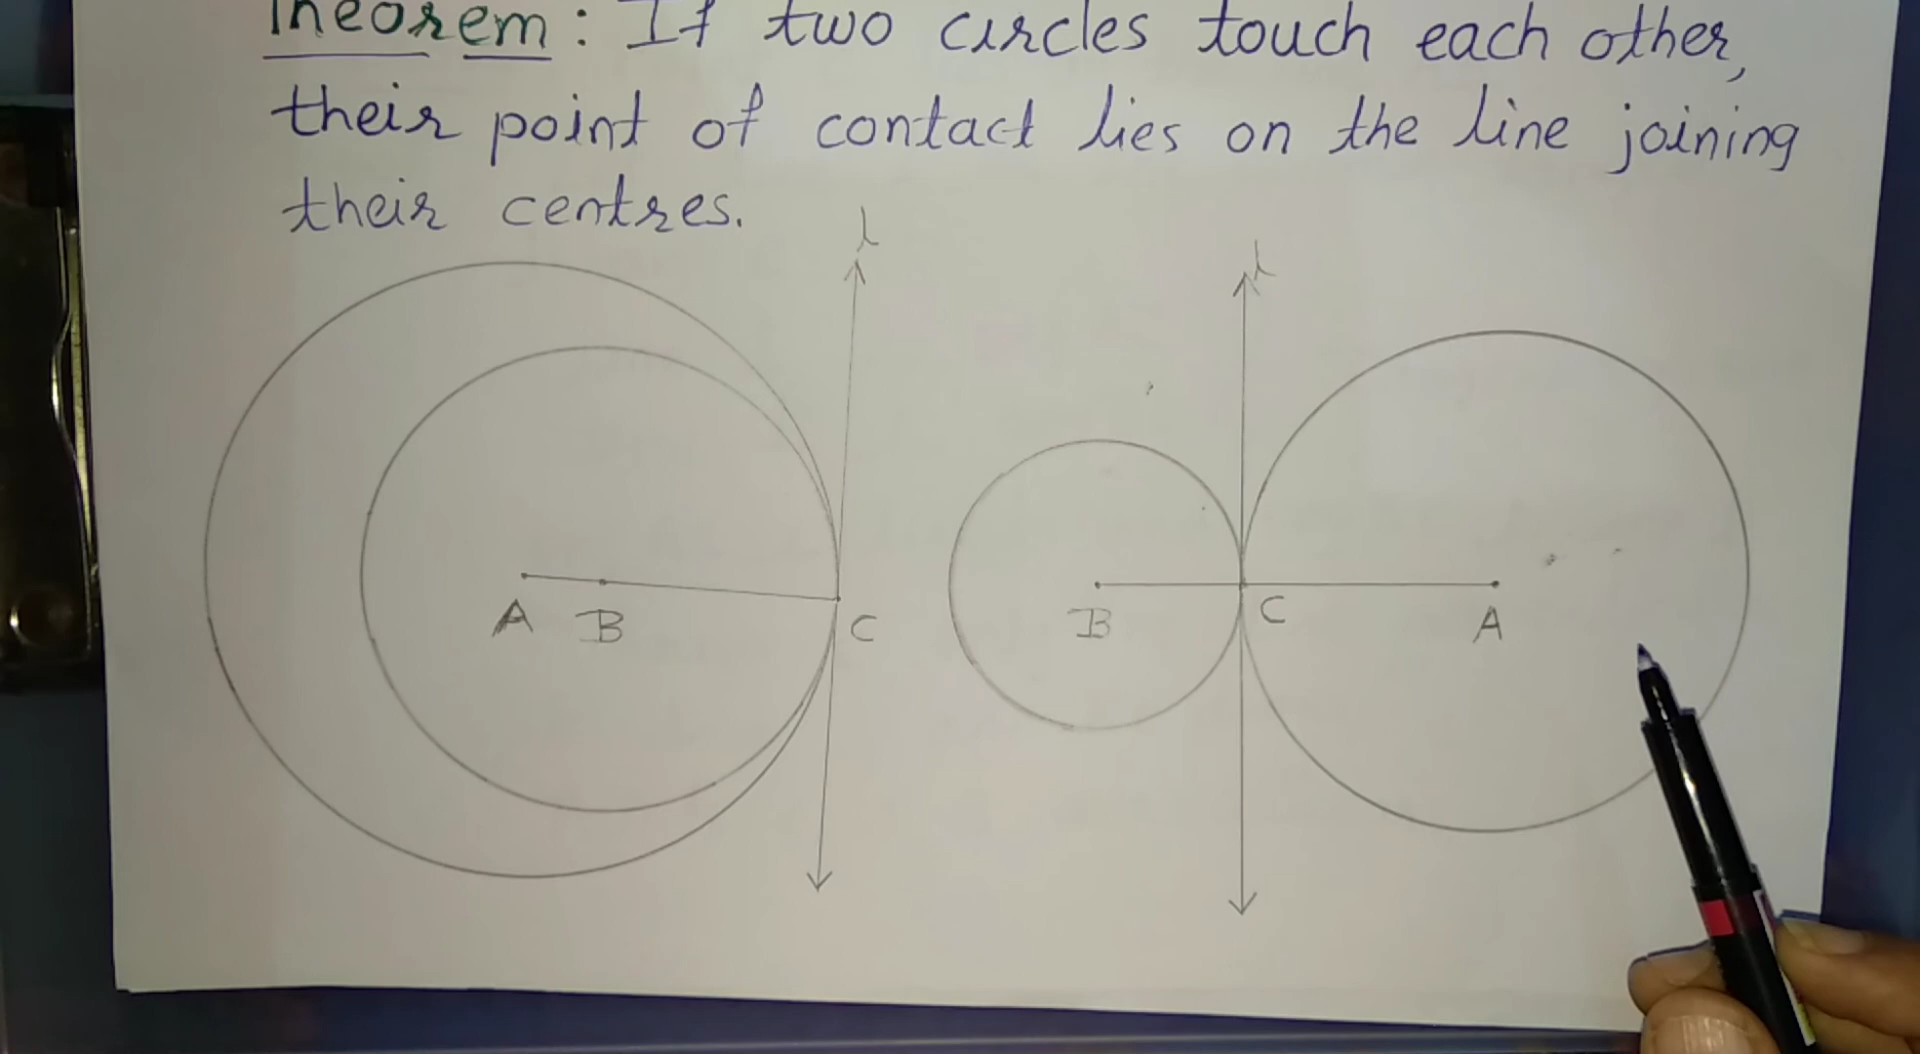 Theorem: If two circles touch each other,
their point of contact lies on the line joining
their centres.
l
l
A B C
B C A